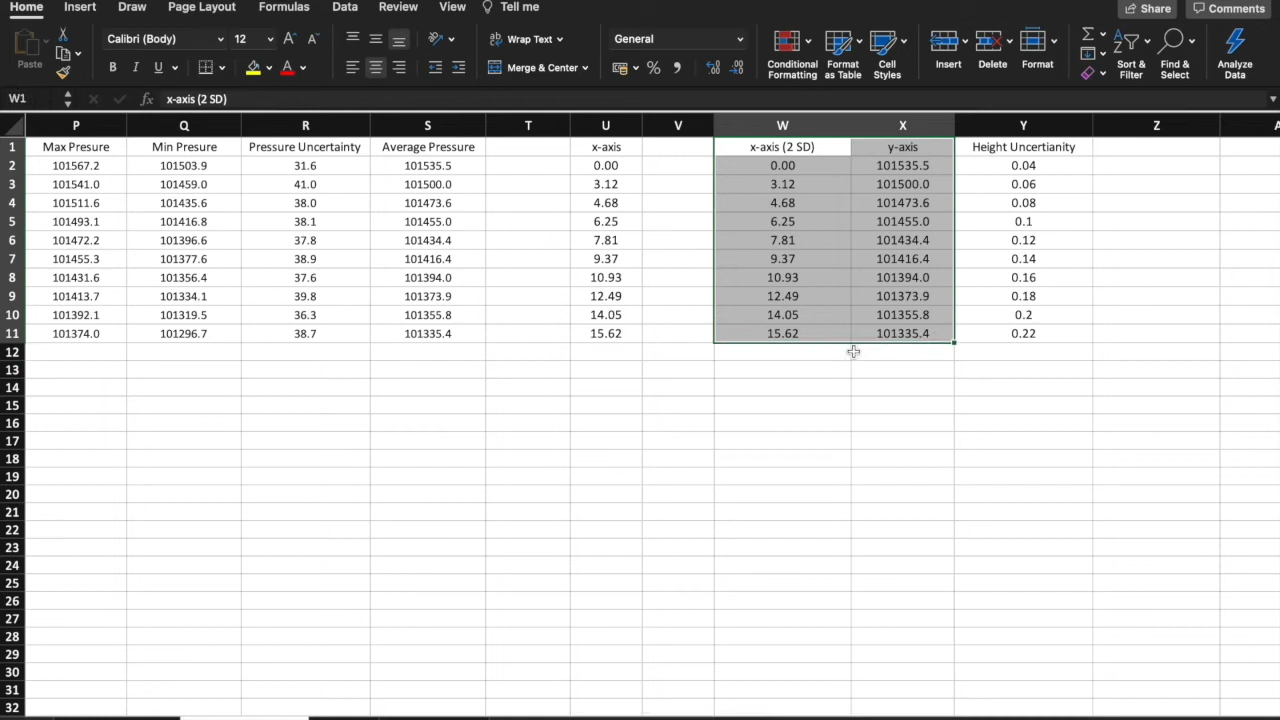 Home Insert Draw Page Layout Formulas Data Review View Tell me Share Comments
Calibri (Body) 12 Wrap Text General
Paste B I U Merge & Center Conditional Formatting Format as Table Cell Styles Insert Delete Format Sort & Filter Find & Select Analyze Data
W1 fx x-axis (2 SD)
P Q R S T U V W X Y Z
1 Max Presure Min Presure Pressure Uncertainty Average Pressure x-axis x-axis (2 SD) y-axis Height Uncertianity
2 101567.2 101503.9 31.6 101535.5 0.00 0.00 101535.5 0.04
3 101541.0 101459.0 41.0 101500.0 3.12 3.12 101500.0 0.06
4 101511.6 101435.6 38.0 101473.6 4.68 4.68 101473.6 0.08
5 101493.1 101416.8 38.1 101455.0 6.25 6.25 101455.0 0.1
6 101472.2 101396.6 37.8 101434.4 7.81 7.81 101434.4 0.12
7 101455.3 101377.6 38.9 101416.4 9.37 9.37 101416.4 0.14
8 101431.6 101356.4 37.6 101394.0 10.93 10.93 101394.0 0.16
9 101413.7 101334.1 39.8 101373.9 12.49 12.49 101373.9 0.18
10 101392.1 101319.5 36.3 101355.8 14.05 14.05 101355.8 0.2
11 101374.0 101296.7 38.7 101335.4 15.62 15.62 101335.4 0.22
12
13
14
15
16
17
18
19
20
21
22
23
24
25
26
27
28
29
30
31
32